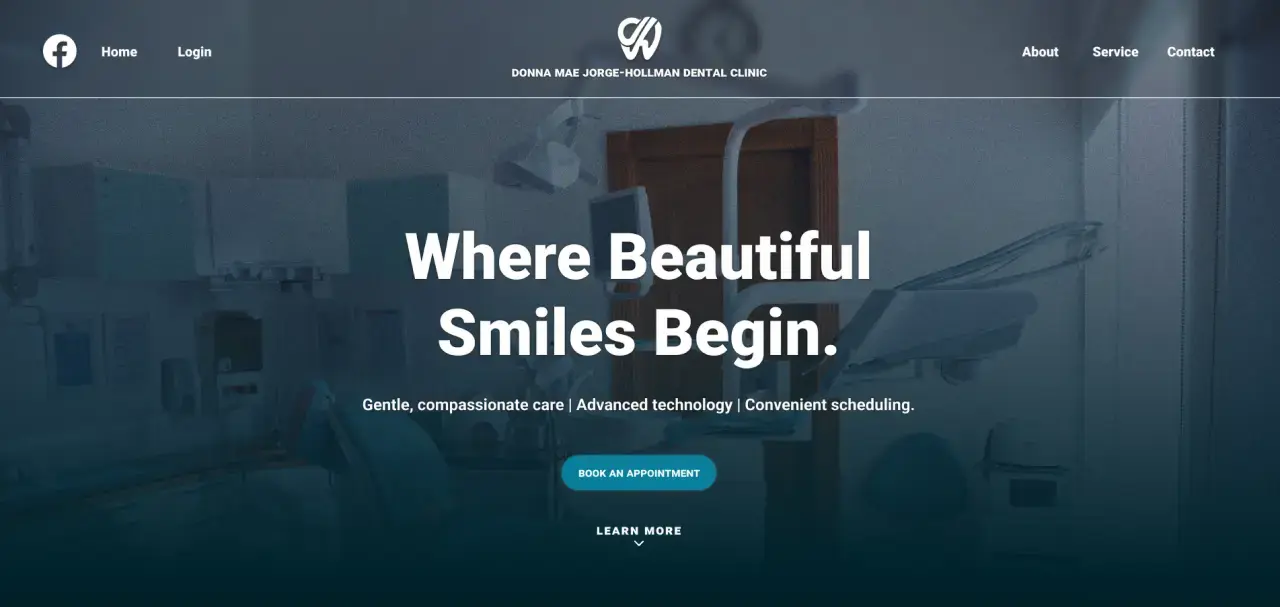 Home
Login
DONNA MAE JORGE-HOLLMAN DENTAL CLINIC
About
Service
Contact
Where Beautiful
Smiles Begin.
Gentle, compassionate care | Advanced technology | Convenient scheduling.
BOOK AN APPOINTMENT
LEARN MORE